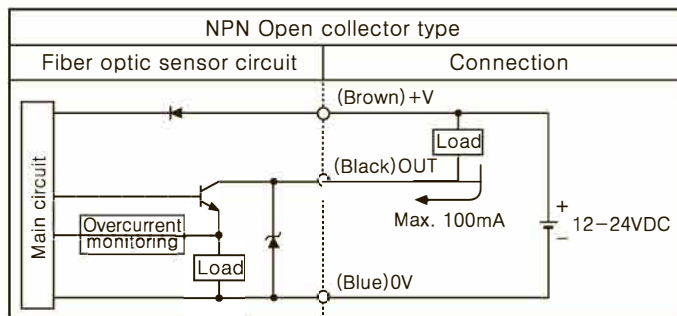 NPN Open collector type
Fiber optic sensor circuit
Connection
(Brown)+V
Load
(Black)OUT
Main circuit
Overcurrent
monitoring
Max. 100mA
+
12-24VDC
−
Load
(Blue)0V